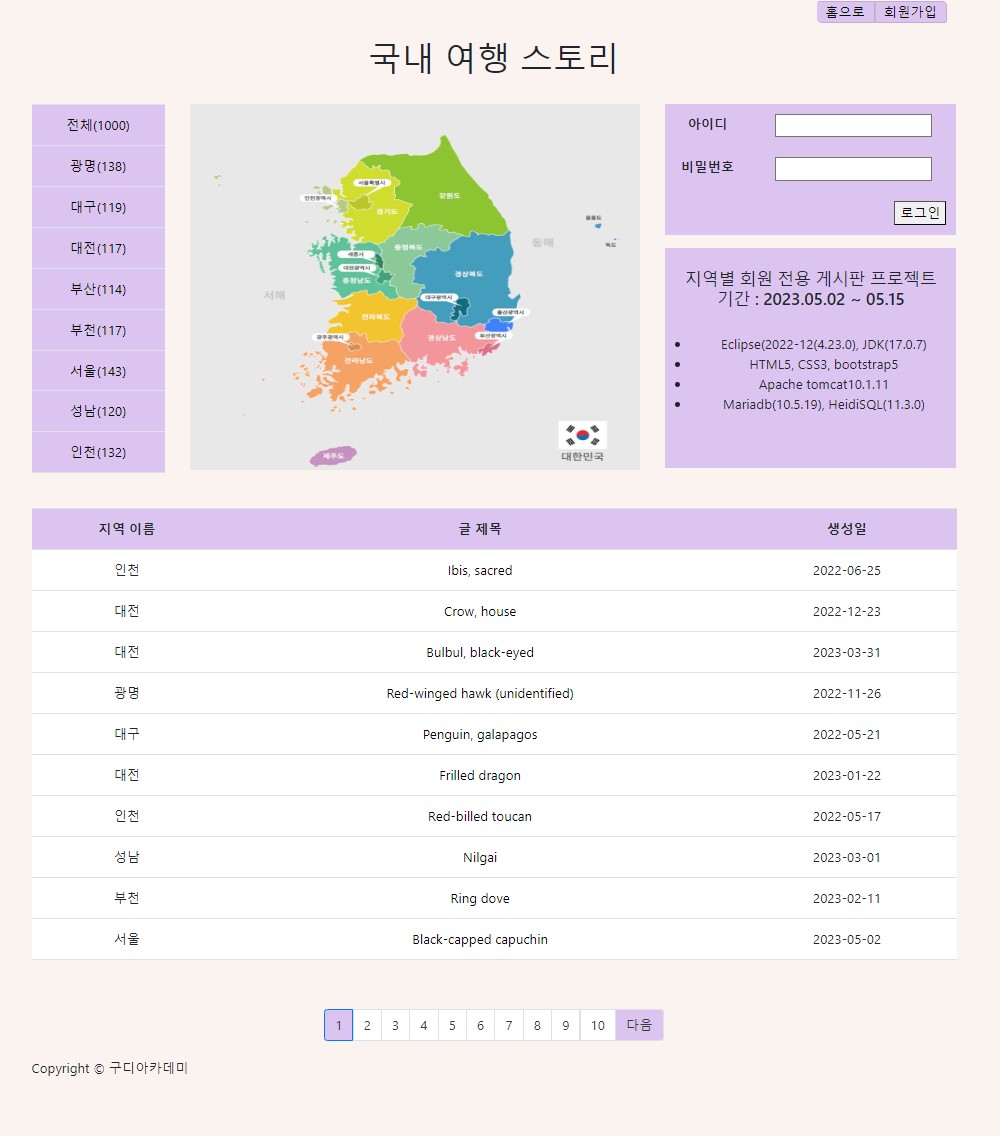 홈으로 회원가입
국내 여행 스토리
전체(1000)
광명(138)
대구(119)
대전(117)
부산(114)
부천(117)
서울(143)
성남(120)
인천(132)
서울특별시
인천광역시
경기도
강원도
울릉도
독도
동해
서해
충청북도
세종시
대전광역시
충청남도
경상북도
대구광역시
울산광역시
부산광역시
전라북도
경상남도
광주광역시
전라남도
제주도
대한민국
아이디
비밀번호
로그인
지역별 회원 전용 게시판 프로젝트
기간 : 2023.05.02 ~ 05.15
Eclipse(2022-12(4.23.0), JDK(17.0.7)
HTML5, CSS3, bootstrap5
Apache tomcat10.1.11
Mariadb(10.5.19), HeidiSQL(11.3.0)
지역 이름 글 제목 생성일
인천 Ibis, sacred 2022-06-25
대전 Crow, house 2022-12-23
대전 Bulbul, black-eyed 2023-03-31
광명 Red-winged hawk (unidentified) 2022-11-26
대구 Penguin, galapagos 2022-05-21
대전 Frilled dragon 2023-01-22
인천 Red-billed toucan 2022-05-17
성남 Nilgai 2023-03-01
부천 Ring dove 2023-02-11
서울 Black-capped capuchin 2023-05-02
1 2 3 4 5 6 7 8 9 10 다음
Copyright © 구디아카데미